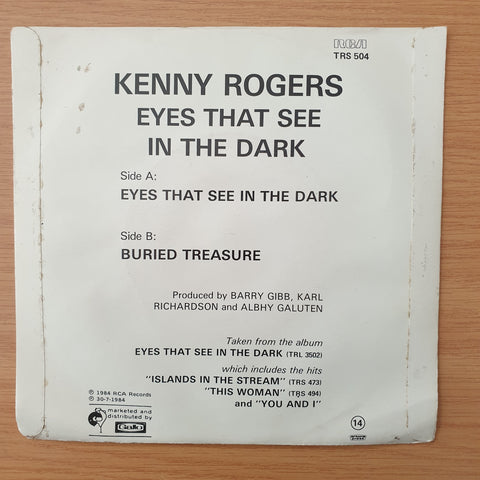 RCA
TRS 504
KENNY ROGERS
EYES THAT SEE
IN THE DARK
Side A:
EYES THAT SEE IN THE DARK
Side B:
BURIED TREASURE
Produced by BARRY GIBB, KARL
RICHARDSON and ALBHY GALUTEN
Taken from the album
EYES THAT SEE IN THE DARK (TRL 3502)
which includes the hits
"ISLANDS IN THE STREAM" (TRS 473)
"THIS WOMAN" (TRS 494)
and "YOU AND I"
℗ 1984 RCA Records
℗ 30-7-1984
marketed and
distributed by
Gallo
14